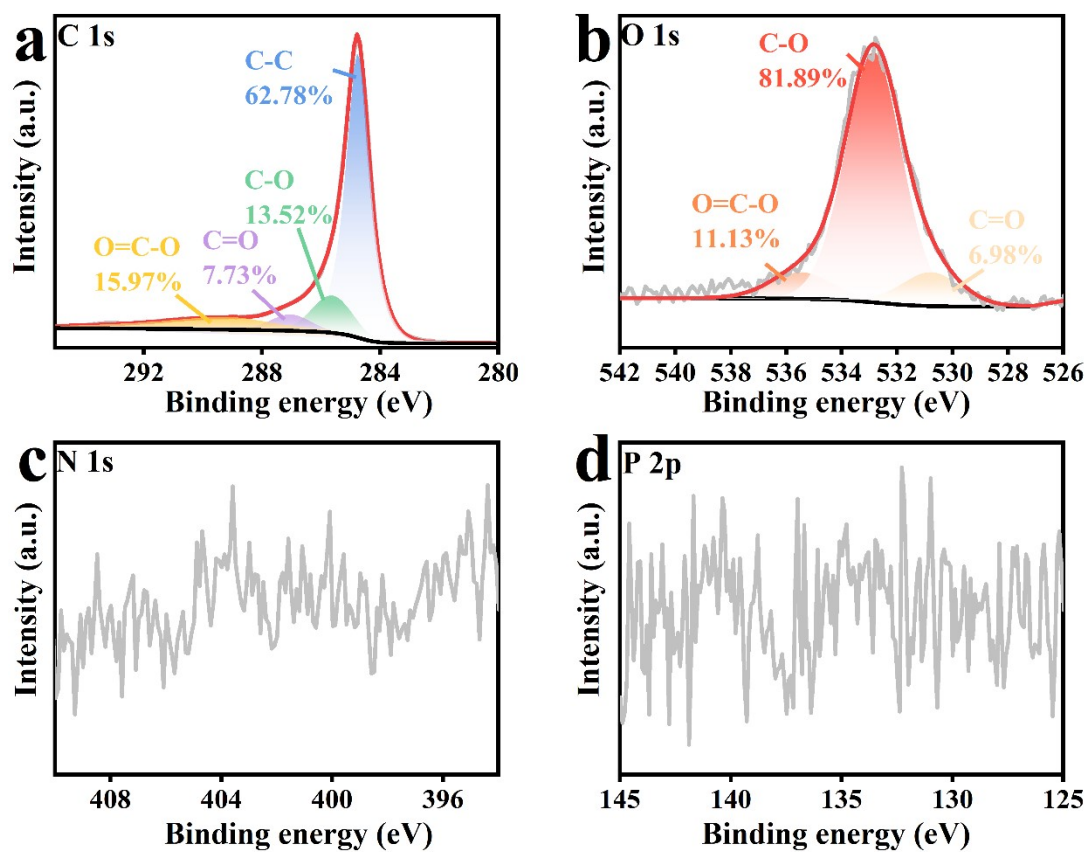 a
C 1s
C-C
62.78%
C-O
13.52%
C=O
7.73%
O=C-O
15.97%
Intensity (a.u.)
292
288
284
280
Binding energy (eV)
b
O 1s
C-O
81.89%
O=C-O
11.13%
C=O
6.98%
Intensity (a.u.)
542
540
538
536
534
532
530
528
526
Binding energy (eV)
c
N 1s
Intensity (a.u.)
408
404
400
396
Binding energy (eV)
d
P 2p
Intensity (a.u.)
145
140
135
130
125
Binding energy (eV)